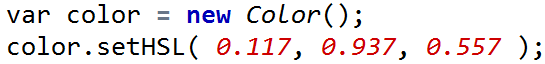 var color = new Color();
color.setHSL( 0.117, 0.937, 0.557 );